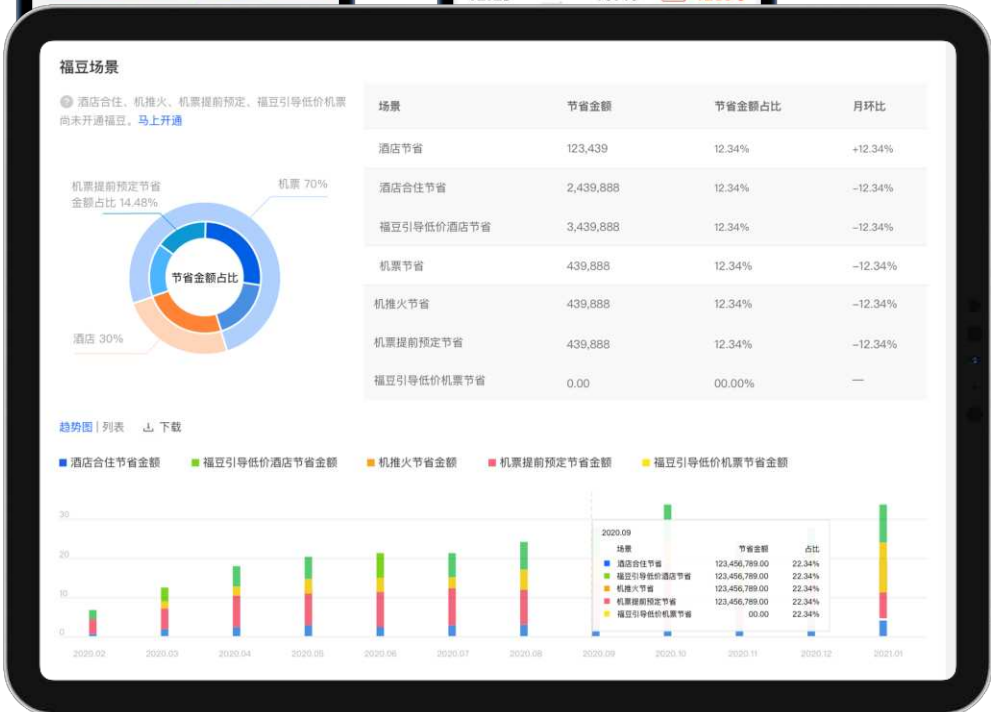 福豆场景
酒店合住、机推火、机票提前预定、福豆引导低价机票
尚未开通福豆。马上开通
机票提前预定节省
金额占比 14.48%
机票 70%
节省金额占比
酒店 30%
场景 节省金额 节省金额占比 月环比
酒店节省 123,439 12.34% +12.34%
酒店合住节省 2,439,888 12.34% -12.34%
福豆引导低价酒店节省 3,439,888 12.34% -12.34%
机票节省 439,888 12.34% -12.34%
机推火节省 439,888 12.34% -12.34%
机票提前预定节省 439,888 12.34% -12.34%
福豆引导低价机票节省 0.00 00.00% —
趋势图 | 列表 下载
酒店合住节省金额 福豆引导低价酒店节省金额 机推火节省金额 机票提前预定节省金额 福豆引导低价机票节省金额
30
20
10
0
2020.09
场景 节省金额 占比
酒店合住节省 123,456,789.00 22.34%
福豆引导低价酒店节省 123,456,789.00 22.34%
机推火节省 123,456,789.00 22.34%
机票提前预定节省 123,456,789.00 22.34%
福豆引导低价机票节省 00.00 22.34%
2020.02 2020.03 2020.04 2020.05 2020.06 2020.07 2020.08 2020.09 2020.10 2020.11 2020.12 2021.01